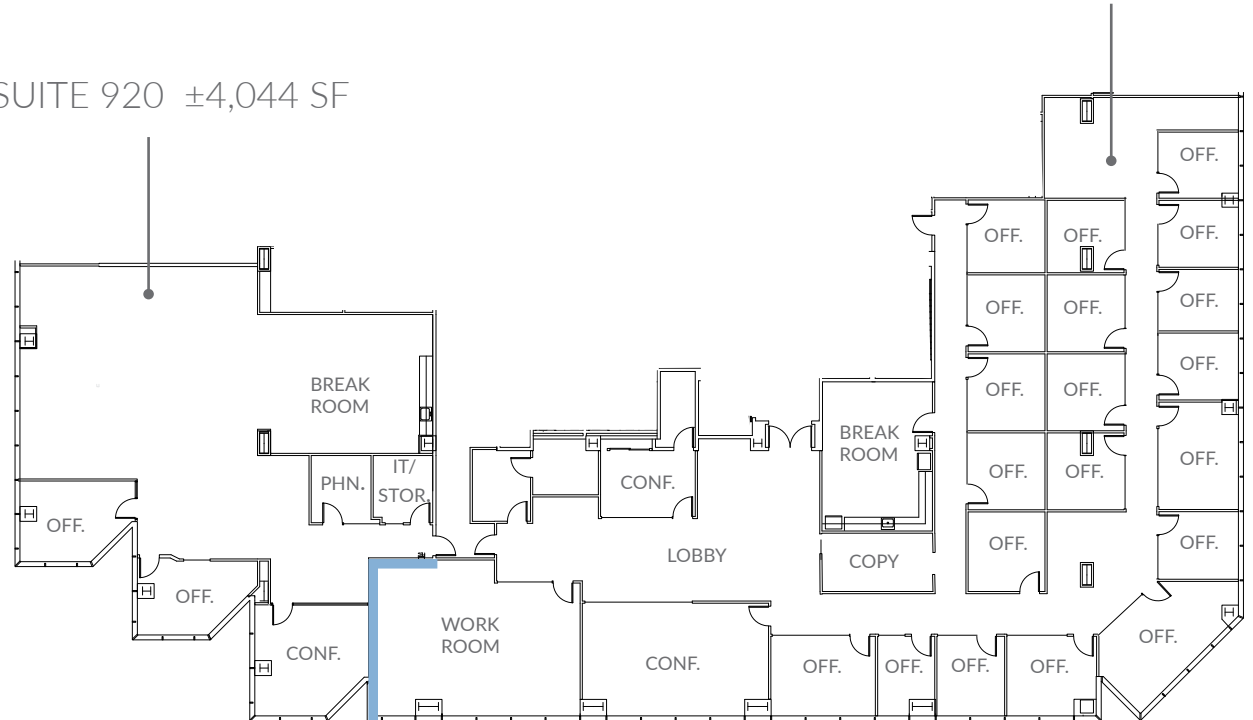 SUITE 920 ±4,044 SF
OFF.
OFF.
OFF.
OFF.
OFF.
OFF.
OFF.
OFF.
BREAK
ROOM
OFF.
OFF.
BREAK
ROOM
OFF.
IT/
STOR.
PHN.
CONF.
OFF.
OFF.
OFF.
LOBBY
COPY
OFF.
OFF.
OFF.
WORK
ROOM
OFF.
CONF.
CONF.
OFF.
OFF.
OFF.
OFF.